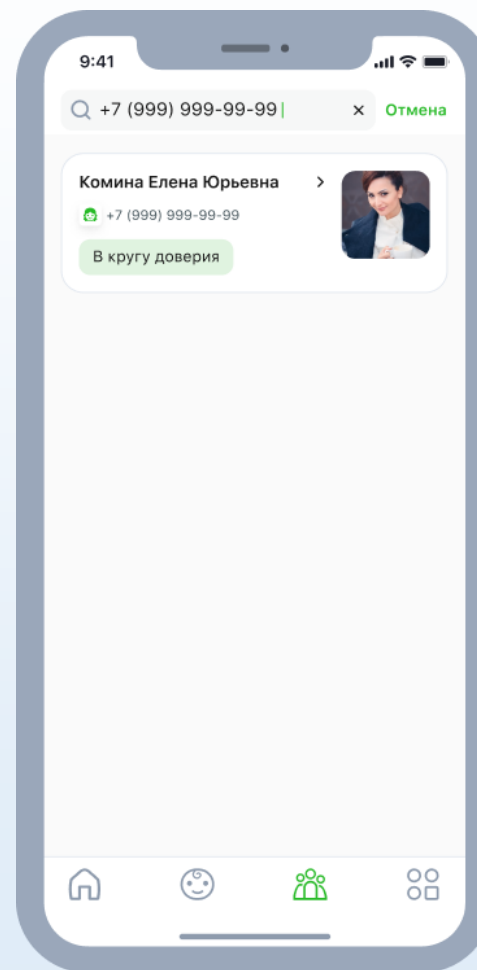 9:41
+7 (999) 999-99-99
× Отмена
Комина Елена Юрьевна
+7 (999) 999-99-99
В кругу доверия